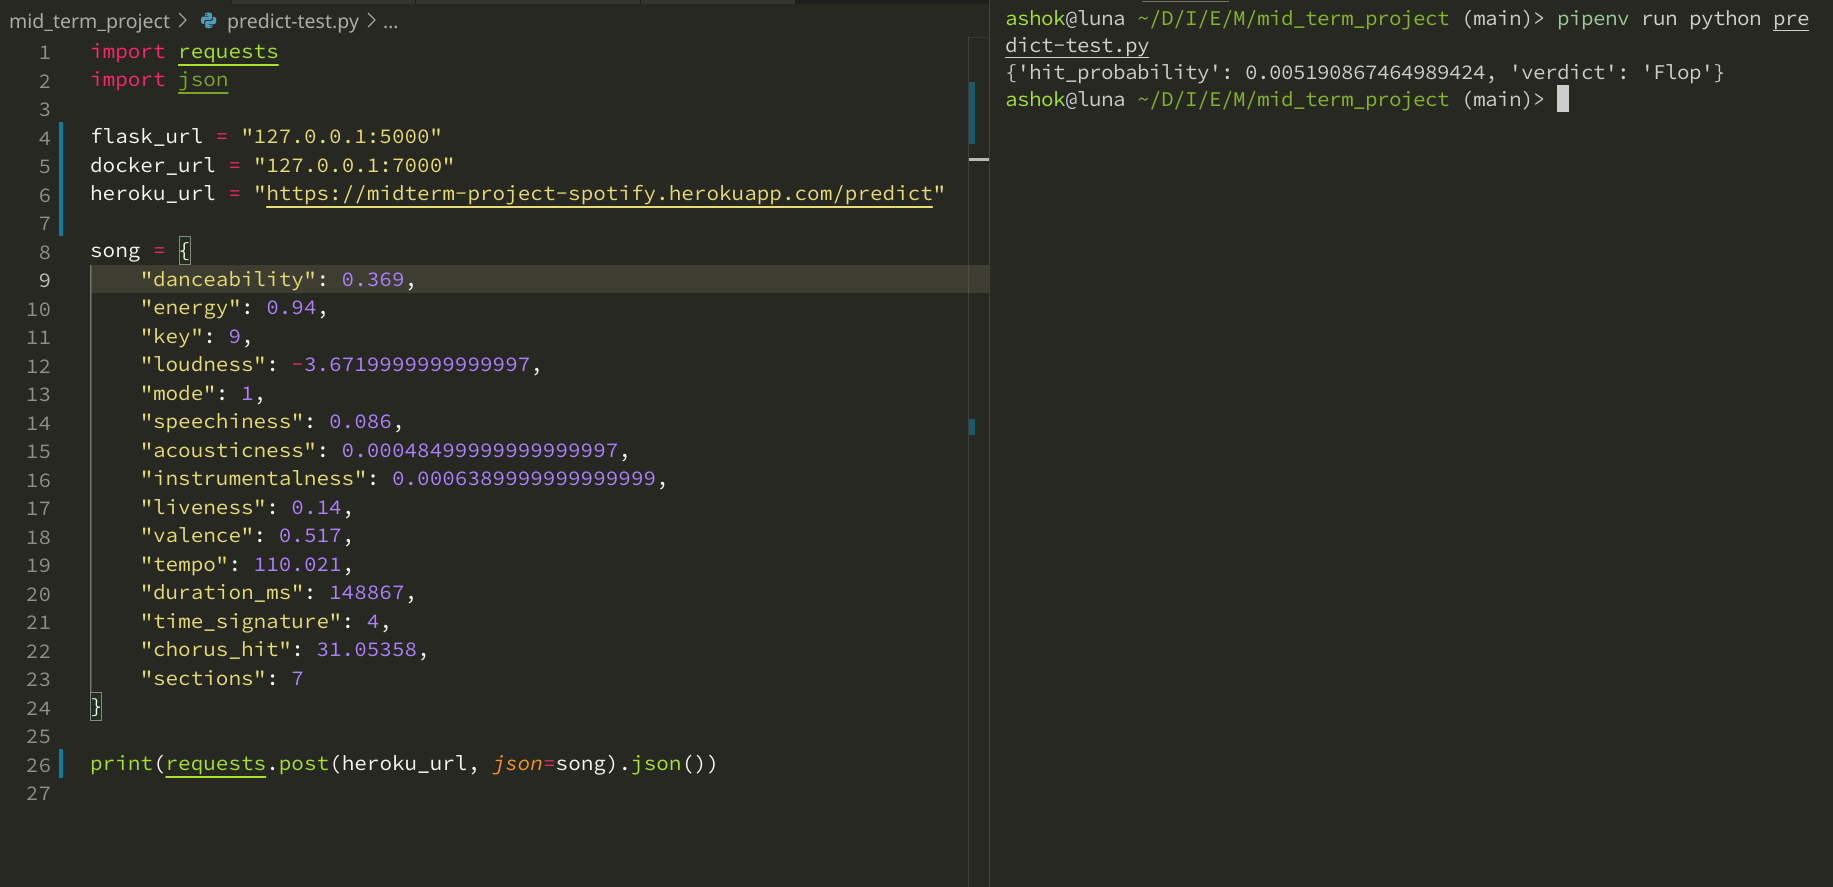 mid_term_project > predict-test.py > ...
1 import requests
2 import json
3
4 flask_url = "127.0.0.1:5000"
5 docker_url = "127.0.0.1:7000"
6 heroku_url = "https://midterm-project-spotify.herokuapp.com/predict"
7
8 song = {
9     "danceability": 0.369,
10     "energy": 0.94,
11     "key": 9,
12     "loudness": -3.6719999999999997,
13     "mode": 1,
14     "speechiness": 0.086,
15     "acousticness": 0.00048499999999999997,
16     "instrumentalness": 0.0006389999999999999,
17     "liveness": 0.14,
18     "valence": 0.517,
19     "tempo": 110.021,
20     "duration_ms": 148867,
21     "time_signature": 4,
22     "chorus_hit": 31.05358,
23     "sections": 7
24 }
25
26 print(requests.post(heroku_url, json=song).json())
27
ashok@luna ~/D/I/E/M/mid_term_project (main)> pipenv run python pre
dict-test.py
{'hit_probability': 0.005190867464989424, 'verdict': 'Flop'}
ashok@luna ~/D/I/E/M/mid_term_project (main)>